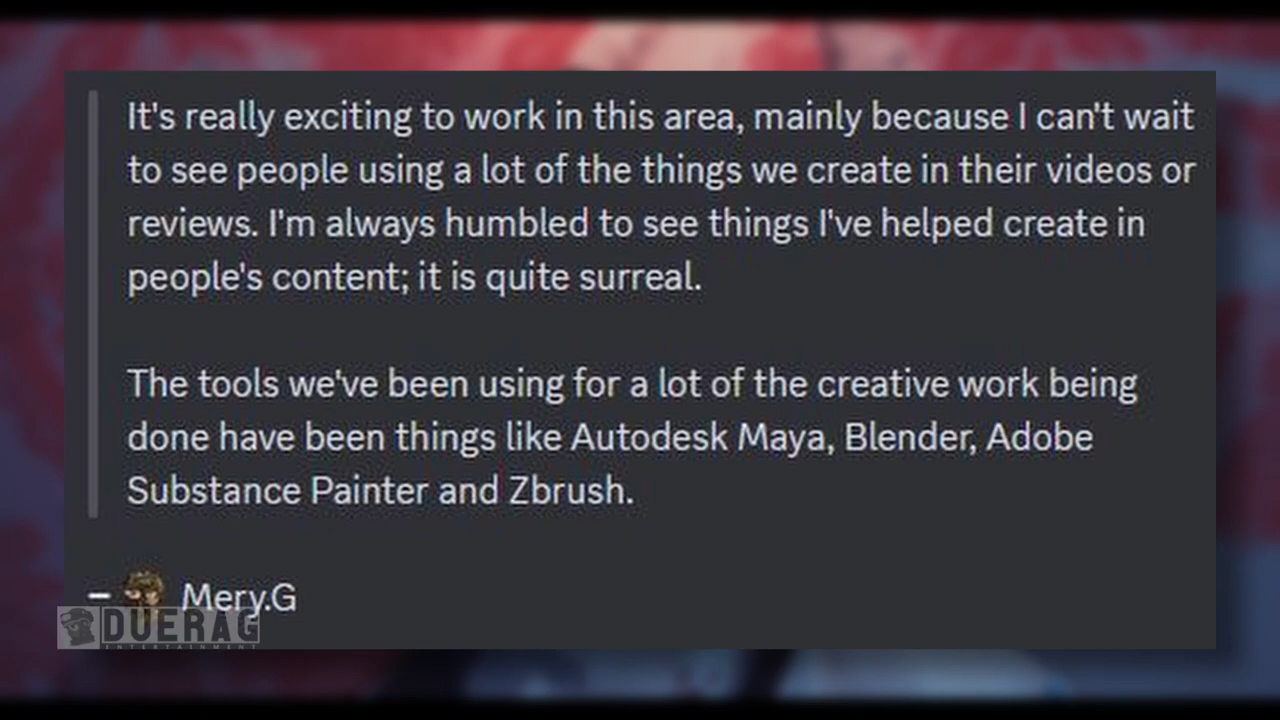 It's really exciting to work in this area, mainly because I can't wait
to see people using a lot of the things we create in their videos or
reviews. I'm always humbled to see things I've helped create in
people's content; it is quite surreal.
The tools we've been using for a lot of the creative work being
done have been things like Autodesk Maya, Blender, Adobe
Substance Painter and Zbrush.
– Mery.G
DUERAG
ENTERTAINMENT